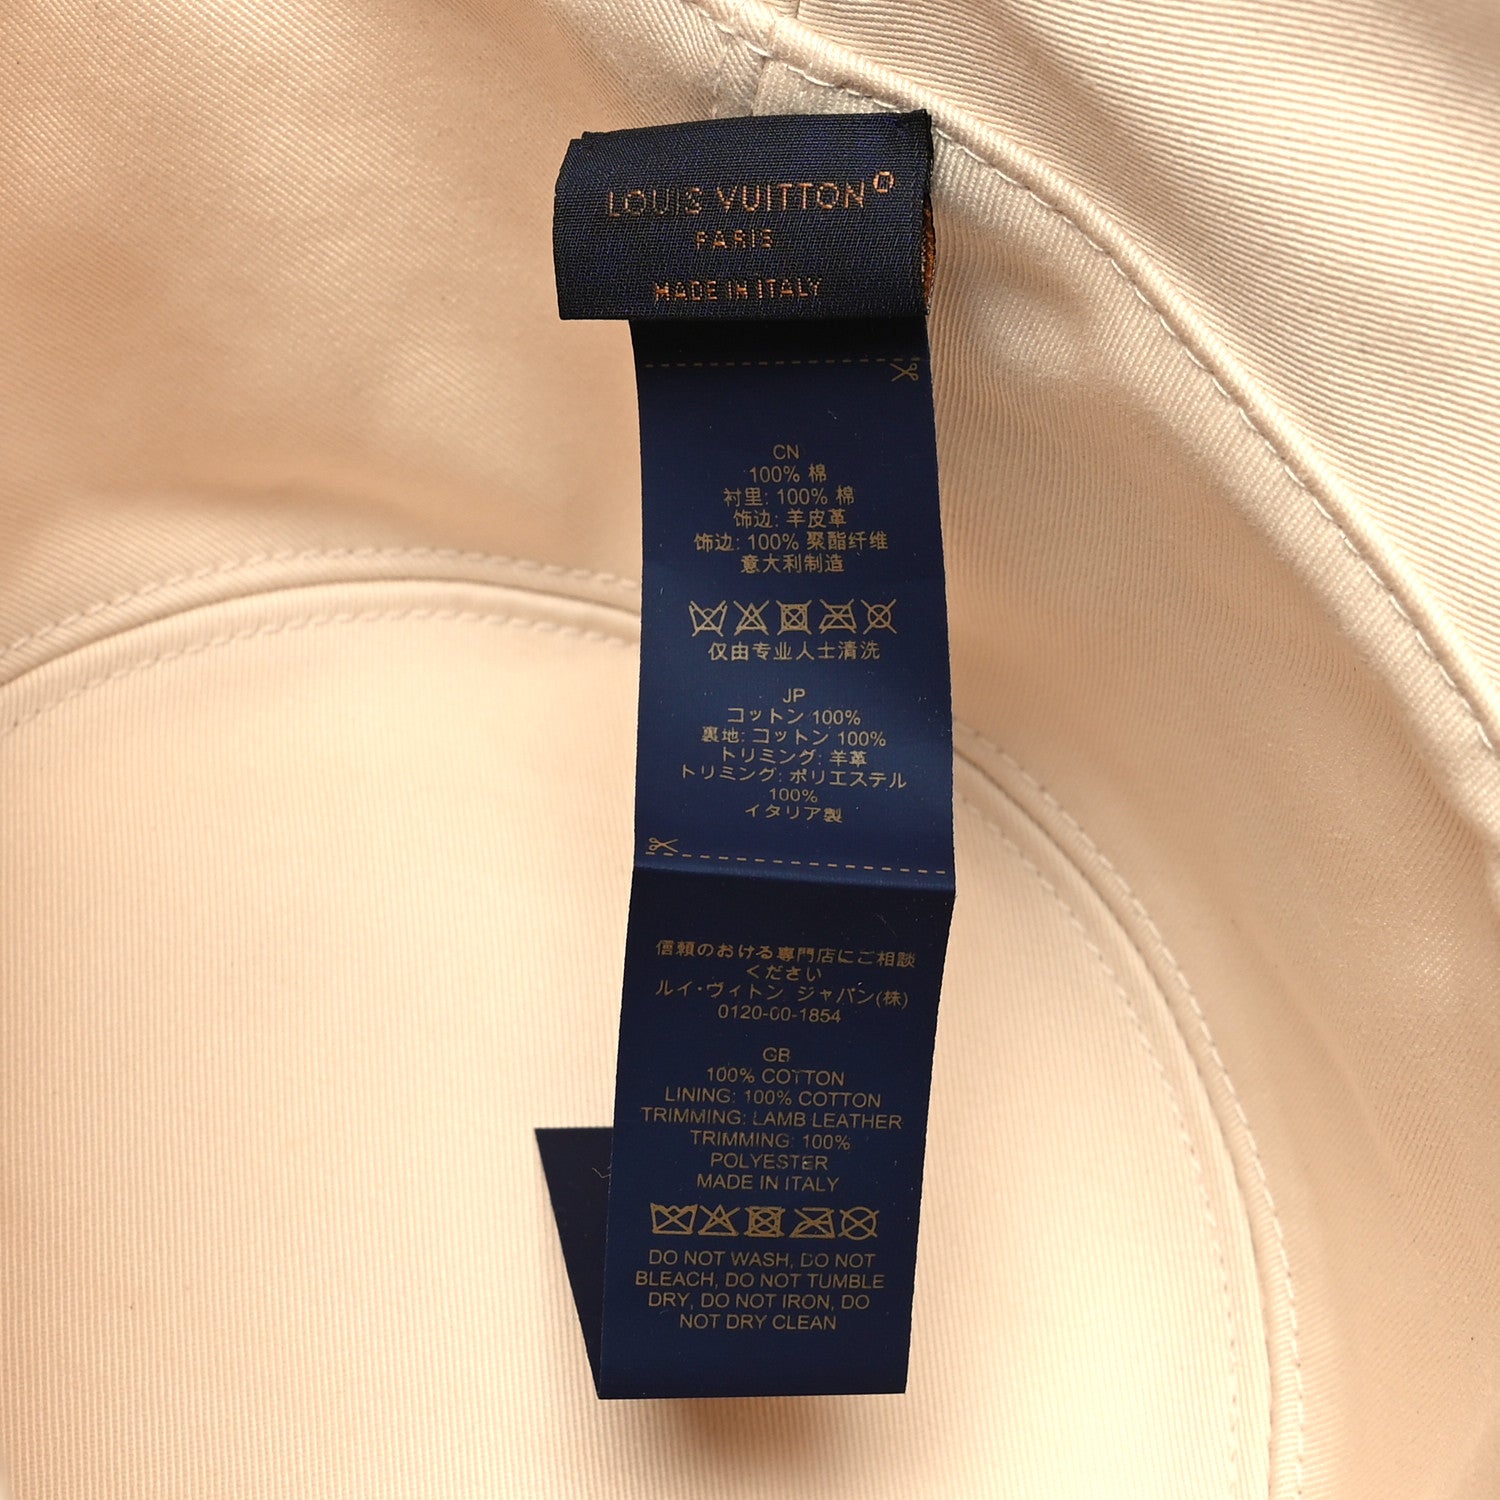 LOUIS VUITTON
PARIS
MADE IN ITALY
CN
100% 棉
衬里: 100% 棉
饰边: 羊皮革
饰边: 100% 聚酯纤维
意大利制造
仅由专业人士清洗
JP
コットン 100%
裏地: コットン 100%
トリミング: 羊革
トリミング: ポリエステル
100%
イタリア製
信頼のおける専門店にご相談
ください
ルイ・ヴィトン ジャパン(株)
0120-00-1854
GB
100% COTTON
LINING: 100% COTTON
TRIMMING: LAMB LEATHER
TRIMMING: 100%
POLYESTER
MADE IN ITALY
DO NOT WASH, DO NOT
BLEACH, DO NOT TUMBLE
DRY, DO NOT IRON, DO
NOT DRY CLEAN